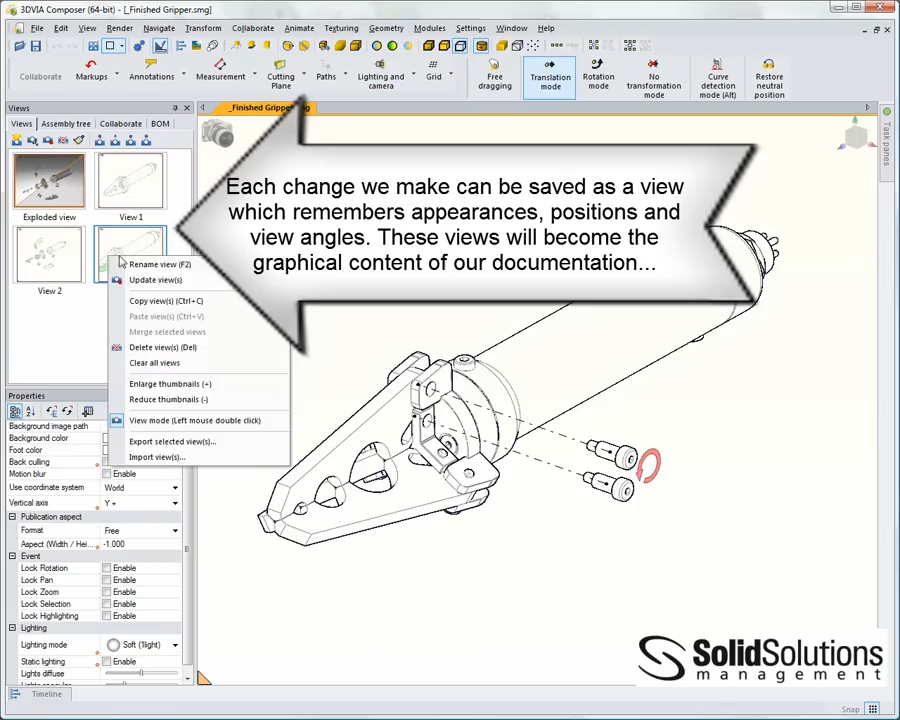 3DVIA Composer (64-bit) - [_Finished Gripper.smg]
File Edit View Render Navigate Transform Collaborate Animate Texturing Geometry Modules Selections Window Help
Collaborate
Markups
Annotations
Measurement
Cutting
Plane
Paths
Lighting and
camera
Grid
Free
dragging
Translation
mode
Rotation
mode
No
transformation
mode
Curve
detection
mode (Alt)
Restore
neutral
position
Views
Views Assembly tree Collaborate BOM
_Finished Gripper.smg
Task panes
Exploded view
View 1
View 2
Each change we make can be saved as a view
which remembers appearances, positions and
view angles. These views will become the
graphical content of our documentation...
Rename view (F2)
Update view(s)
Copy view(s) (Ctrl+C)
Paste view(s) (Ctrl+V)
Merge selected views
Delete view(s) (Del)
Clear all views
Enlarge thumbnails (+)
Reduce thumbnails (-)
View mode (Left mouse double click)
Export selected view(s)...
Import view(s)...
Properties
Background image path
Background color
Foot color
Back culling
Motion blur Enable
Use coordinate system World
Vertical axis Y +
Publication aspect
Format Free
Aspect (Width / Hei... -1.000
Event
Lock Rotation Enable
Lock Pan Enable
Lock Zoom Enable
Lock Selection Enable
Lock Highlighting Enable
Lighting
Lighting mode Soft (1light)
Static lighting Enable
Lights diffuse
SolidSolutions
management
Timeline
Snap